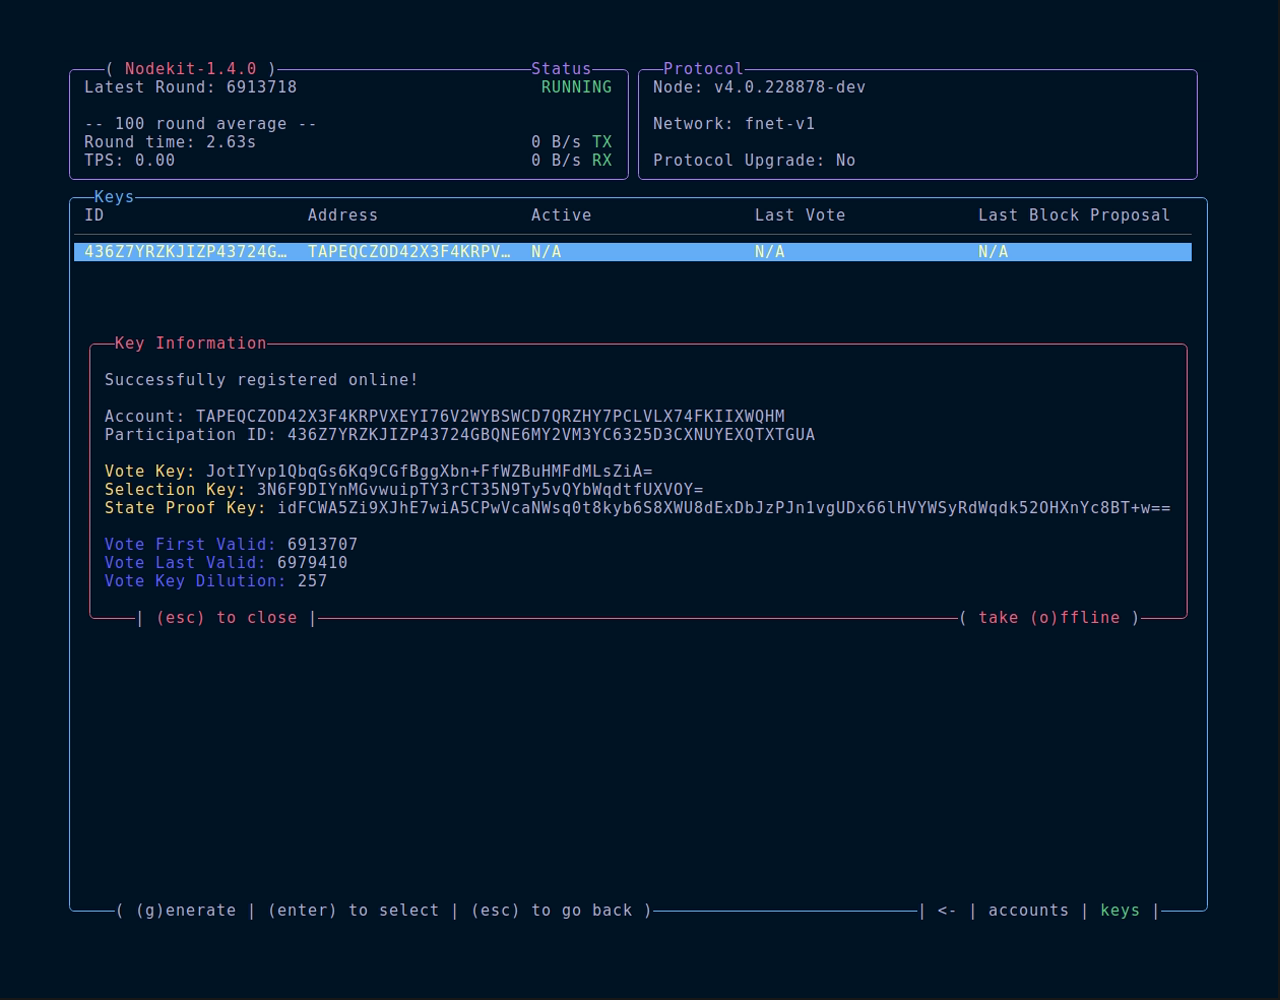 ( Nodekit-1.4.0 ) Status
Latest Round: 6913718 RUNNING
-- 100 round average --
Round time: 2.63s 0 B/s TX
TPS: 0.00 0 B/s RX
Protocol
Node: v4.0.228878-dev
Network: fnet-v1
Protocol Upgrade: No
Keys
ID Address Active Last Vote Last Block Proposal
436Z7YRZKJIZP43724G… TAPEQCZOD42X3F4KRPV… N/A N/A N/A
Key Information
Successfully registered online!
Account: TAPEQCZOD42X3F4KRPVXEYI76V2WYBSWCD7QRZHY7PCLVLX74FKIIXWQHM
Participation ID: 436Z7YRZKJIZP43724GBQNE6MY2VM3YC6325D3CXNUYEXQTXTGUA
Vote Key: JotIYvp1QbqGs6Kq9CGfBggXbn+FfWZBuHMFdMLsZiA=
Selection Key: 3N6F9DIYnMGvwuipTY3rCT35N9Ty5vQYbWqdtfUXVOY=
State Proof Key: idFCWA5Zi9XJhE7wiA5CPwVcaNWsq0t8kyb6S8XWU8dExDbJzPJn1vgUDx66lHVYWSyRdWqdk52OHXnYc8BT+w==
Vote First Valid: 6913707
Vote Last Valid: 6979410
Vote Key Dilution: 257
| (esc) to close | ( take (o)ffline )
( (g)enerate | (enter) to select | (esc) to go back ) | <- | accounts | keys |